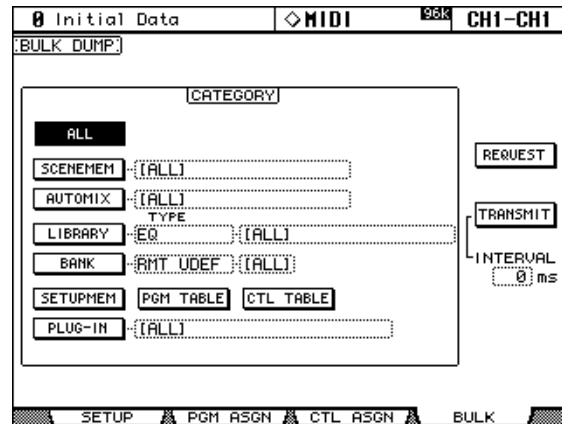 0 Initial Data ◇MIDI 96k CH1-CH1
BULK DUMP
CATEGORY
ALL
REQUEST
SCENEMEM [ALL]
AUTOMIX [ALL]
TRANSMIT
TYPE
LIBRARY EQ [ALL]
INTERVAL
BANK RMT UDEF [ALL]
0 ms
SETUPMEM PGM TABLE CTL TABLE
PLUG-IN [ALL]
SETUP PGM ASGN CTL ASGN BULK